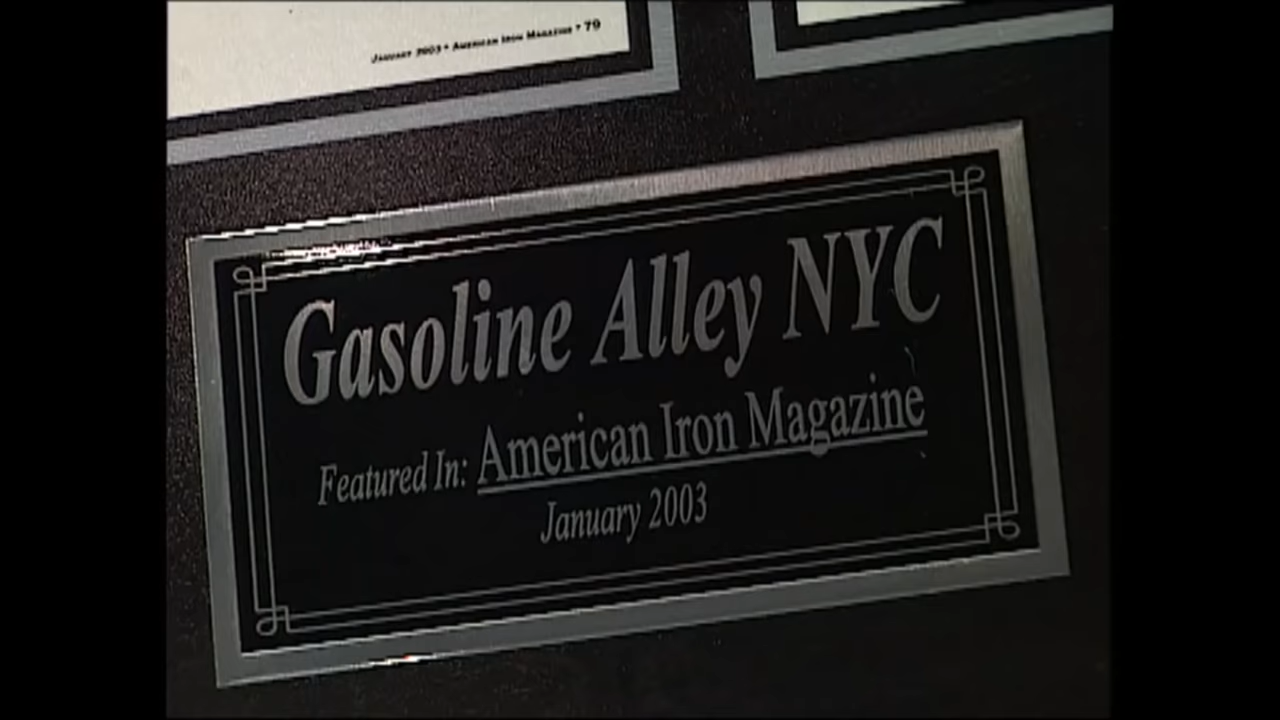 January 2003 • American Iron Magazine • 79
Gasoline Alley NYC
Featured In: American Iron Magazine
January 2003